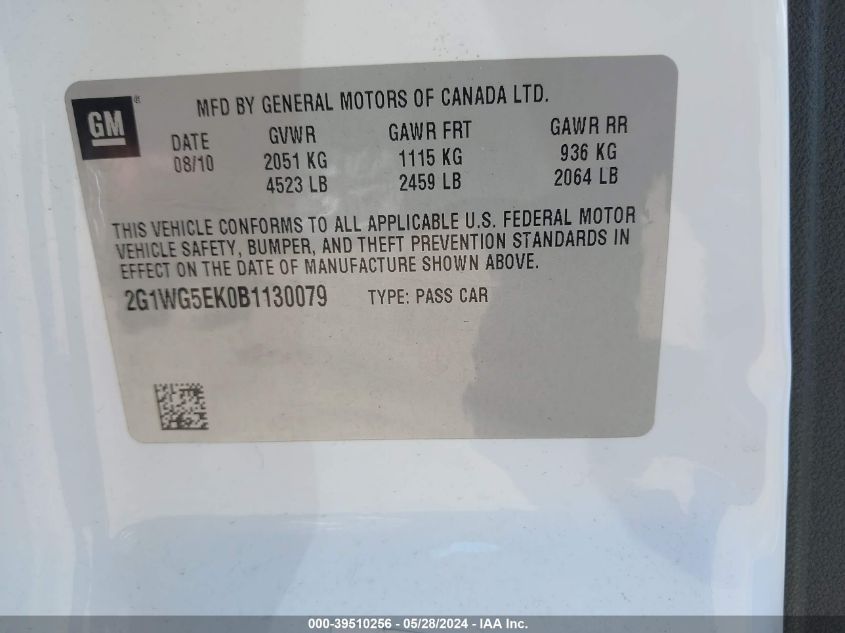 GM ®
MFD BY GENERAL MOTORS OF CANADA LTD.
DATE GVWR GAWR FRT GAWR RR
08/10 2051 KG 1115 KG 936 KG
4523 LB 2459 LB 2064 LB
THIS VEHICLE CONFORMS TO ALL APPLICABLE U.S. FEDERAL MOTOR
VEHICLE SAFETY, BUMPER, AND THEFT PREVENTION STANDARDS IN
EFFECT ON THE DATE OF MANUFACTURE SHOWN ABOVE.
2G1WG5EK0B1130079 TYPE: PASS CAR
000-39510256 - 05/28/2024 - IAA Inc.